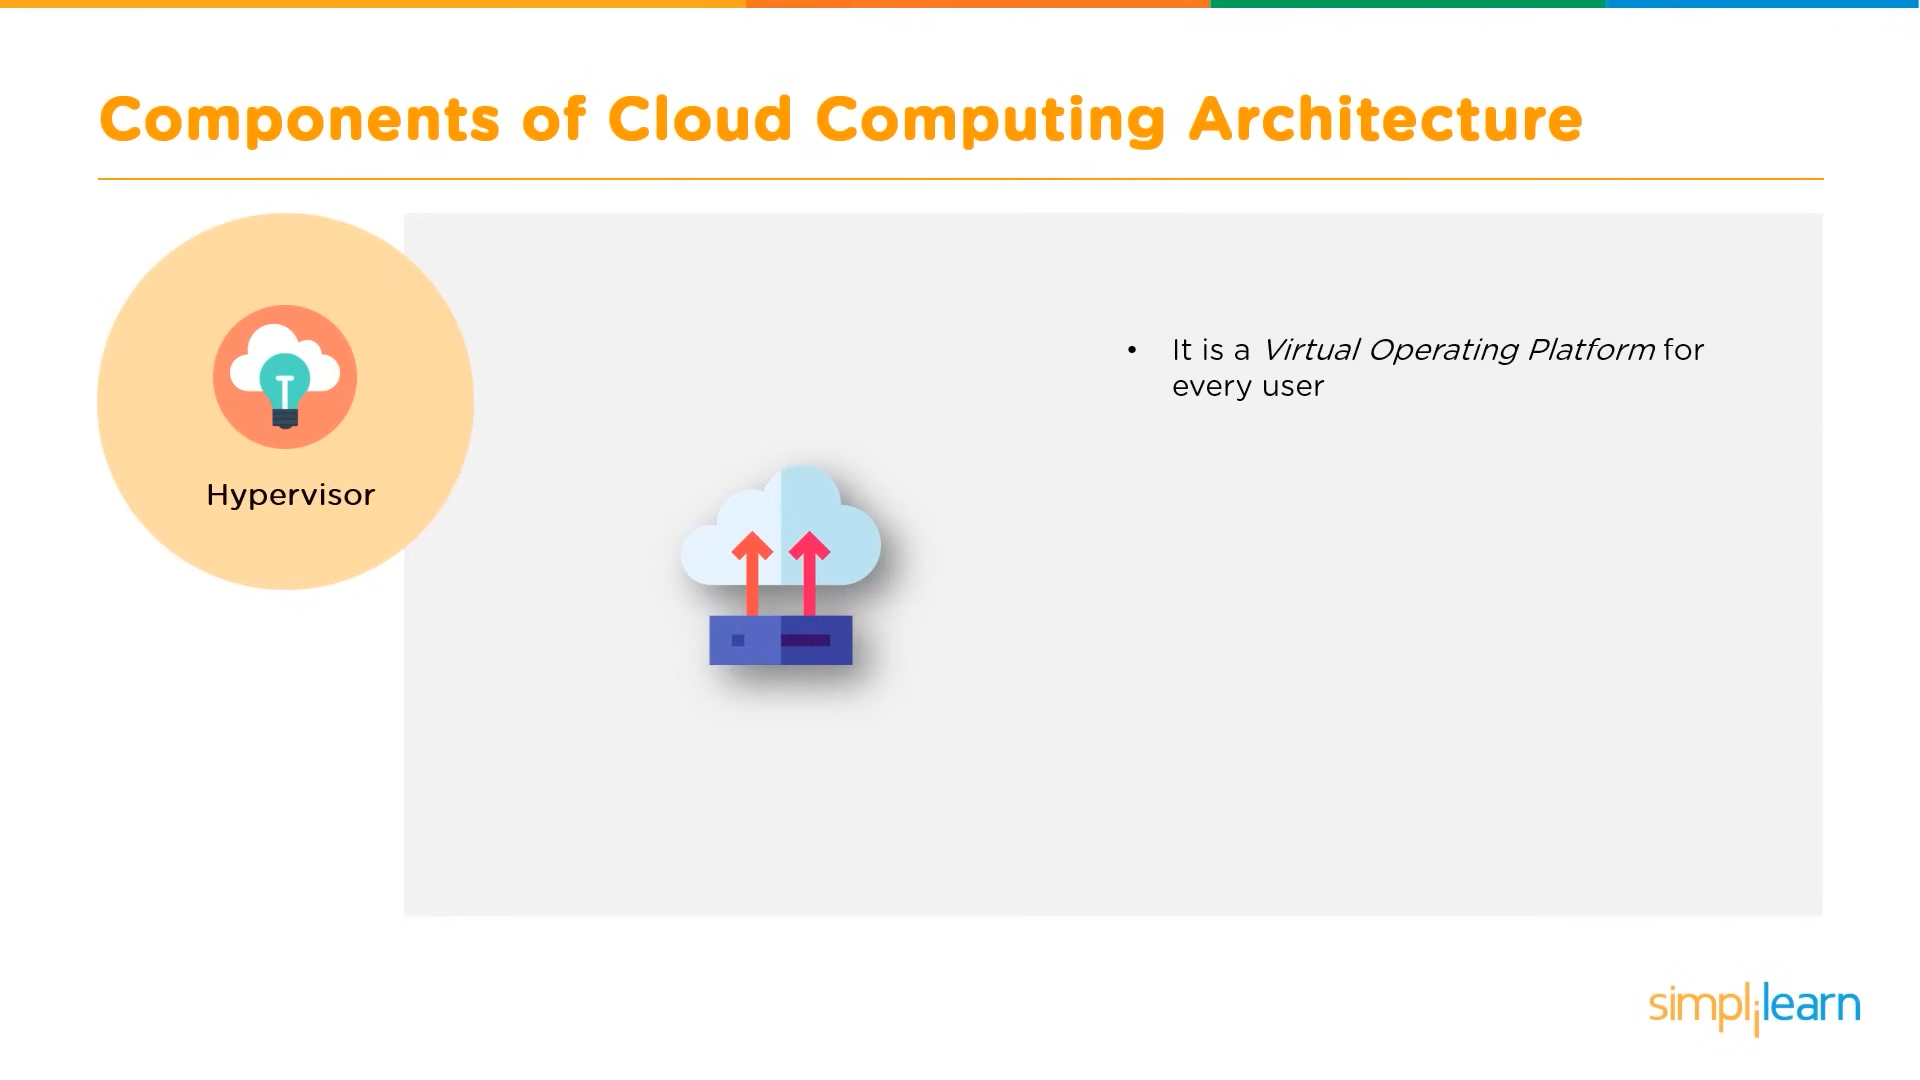 Components of Cloud Computing Architecture
Hypervisor
• It is a Virtual Operating Platform for
every user
simplilearn